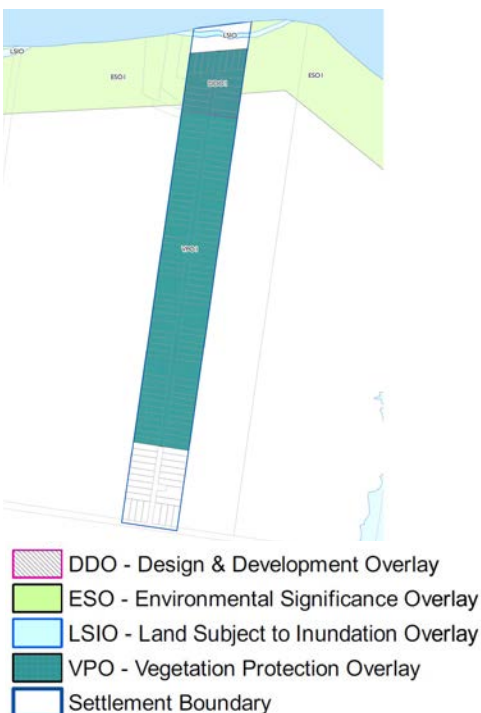 LSIO
LSIO
ESO1
ESO1
DDO1
VPO1
DDO - Design & Development Overlay
ESO - Environmental Significance Overlay
LSIO - Land Subject to Inundation Overlay
VPO - Vegetation Protection Overlay
Settlement Boundary